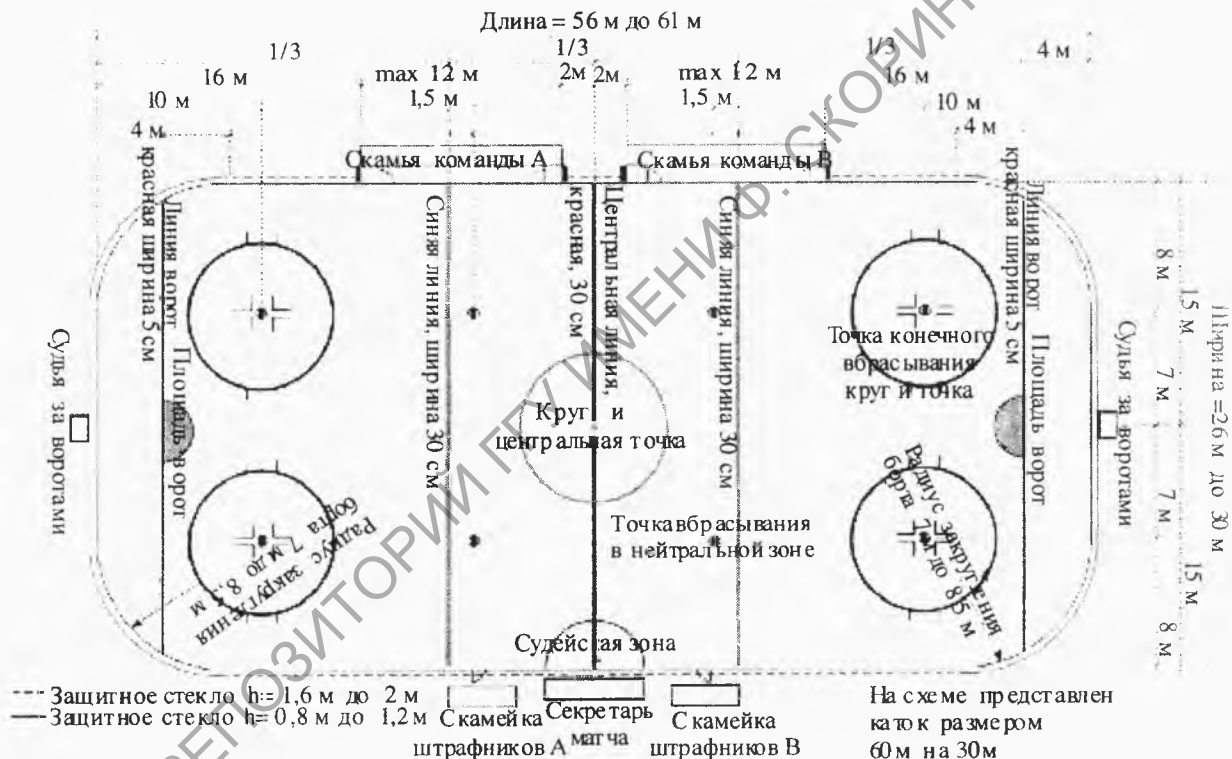 Длина = 56 м до 61 м
1/3
1/3
1/3
4 м
16 м
max 12 м
2м 2м
max 12 м
16 м
10 м
1,5 м
1,5 м
10 м
4 м
4 м
Скамья команды А
Скамья команды В
Линия ворот
красная ширина 5 см
Площадь ворот
Синяя линия, ширина 30 см
Центральная линия,
красная, 30 см
Синяя линия, ширина 30 см
Линия ворот
красная ширина 5 см
Площадь ворот
Судья за воротами
Судья за воротами
8 м
15 м
7 м
7 м
15 м
8 м
Ширина =26 м до 30 м
Точка конечного
вбрасывания
круг и точка
Круг и
центральная точка
Радиус закругления
борта 7 м до 8,5 м
Радиус закругления
борта 7 м до 8,5 м
Точка вбрасывания
в нейтральной зоне
Судейская зона
Защитное стекло h= 1,6 м до 2 м
Защитное стекло h= 0,8 м до 1,2 м
Скамейка
штрафников А
Секретарь
матча
Скамейка
штрафников В
На схеме представлен
каток размером
60 м на 30м
РЕПОЗИТОРИЙ ГГУ ИМЕНИ Ф. СКОРИН